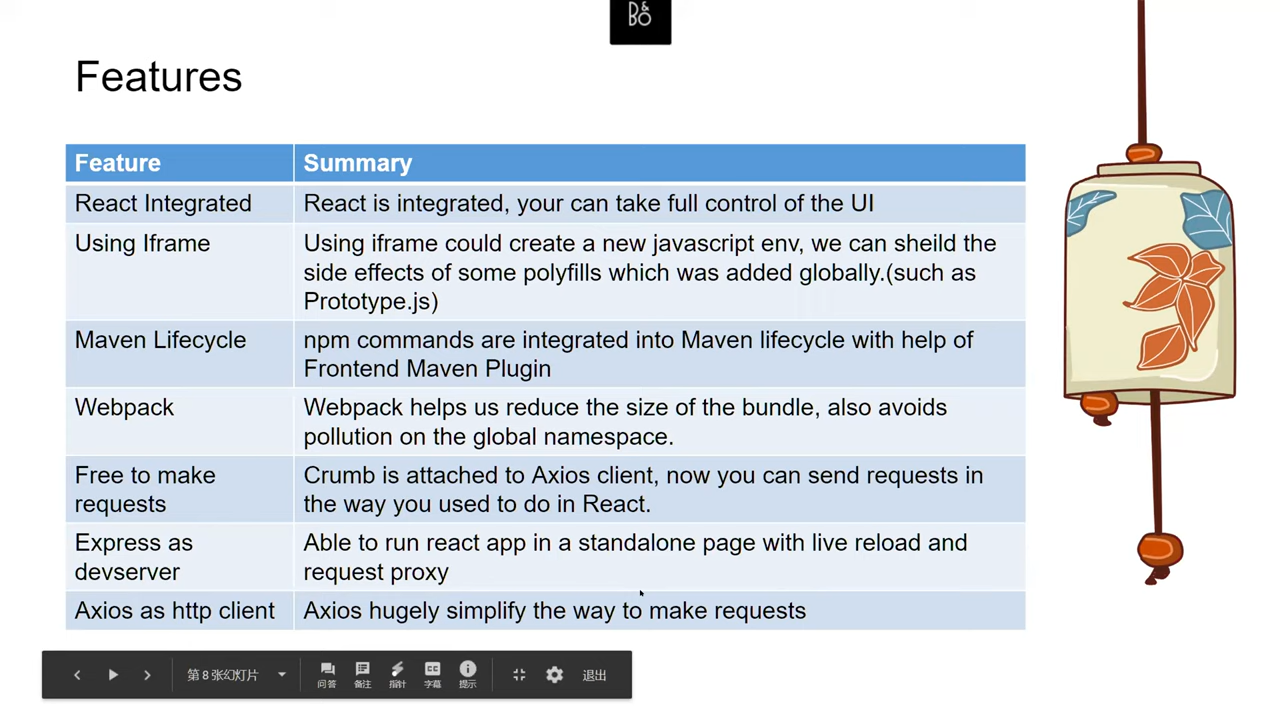 B&O
Features
Feature Summary
React Integrated React is integrated, your can take full control of the UI
Using Iframe Using iframe could create a new javascript env, we can sheild the
side effects of some polyfills which was added globally.(such as
Prototype.js)
Maven Lifecycle npm commands are integrated into Maven lifecycle with help of
Frontend Maven Plugin
Webpack Webpack helps us reduce the size of the bundle, also avoids
pollution on the global namespace.
Free to make Crumb is attached to Axios client, now you can send requests in
requests the way you used to do in React.
Express as Able to run react app in a standalone page with live reload and
devserver request proxy
Axios as http client Axios hugely simplify the way to make requests
第 8 张幻灯片
问答 备注 指针 字幕 提示
退出